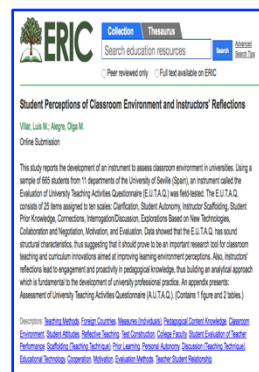 ERIC
Collection Thesaurus
Search education resources Search Advanced
Search Tips
Peer reviewed only Full text available on ERIC
Student Perceptions of Classroom Environment and Instructors' Reflections
Villar, Luis M.; Alegre, Olga M.
Online Submission
This study reports the development of an instrument to assess classroom environment in universities. Using a
sample of 665 students from 11 departments of the University of Seville (Spain), an instrument called the
Evaluation of University Teaching Activities Questionnaire (E.U.T.A.Q.) was field-tested. The E.U.T.A.Q.
consists of 25 items assigned to ten scales: Clarification, Student Autonomy, Instructor Scaffolding, Student
Prior Knowledge, Connections, Interrogation/Discussion, Explorations Based on New Technologies,
Collaboration and Negotiation, Motivation, and Evaluation. Data showed that the E.U.T.A.Q. has sound
structural characteristics, thus suggesting that it should prove to be an important research tool for classroom
teaching and curriculum innovations aimed at improving learning environment perceptions. Also, instructors'
reflections lead to engagement and proactivity in pedagogical knowledge, thus building an analytical approach
which is fundamental to the development of university professional practice. An appendix presents:
Assessment of University Teaching Activities Questionnaire (A.U.T.A.Q.). (Contains 1 figure and 2 tables.)
Descriptors: Teaching Methods, Foreign Countries, Measures (Individuals), Pedagogical Content Knowledge, Classroom
Environment, Student Attitudes, Reflective Teaching, Test Construction, College Faculty, Student Evaluation of Teacher
Performance, Scaffolding (Teaching Technique), Prior Learning, Personal Autonomy, Discussion (Teaching Technique),
Educational Technology, Cooperation, Motivation, Evaluation Methods, Teacher Student Relationship